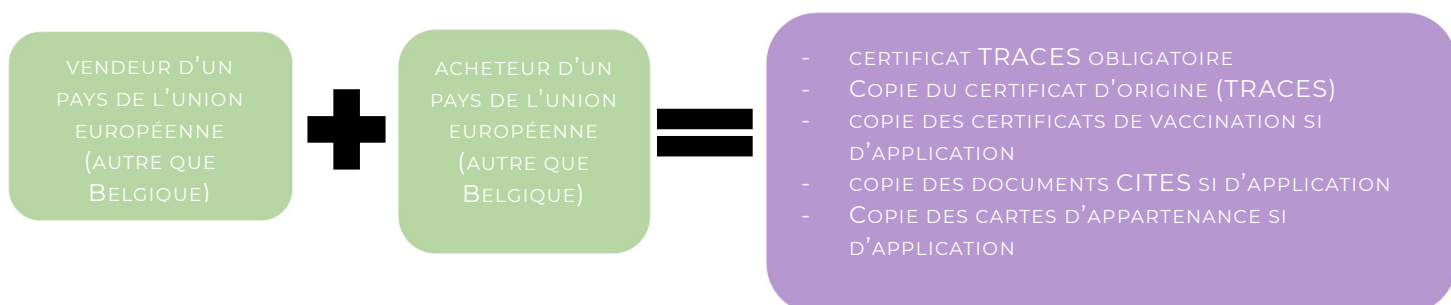 VENDEUR D'UN
PAYS DE L'UNION
EUROPÉENNE
(AUTRE QUE
BELGIQUE)
ACHETEUR D'UN
PAYS DE L'UNION
EUROPÉENNE
(AUTRE QUE
BELGIQUE)
- CERTIFICAT TRACES OBLIGATOIRE
- COPIE DU CERTIFICAT D'ORIGINE (TRACES)
- COPIE DES CERTIFICATS DE VACCINATION SI
D'APPLICATION
- COPIE DES DOCUMENTS CITES SI D'APPLICATION
- COPIE DES CARTES D'APPARTENANCE SI
D'APPLICATION